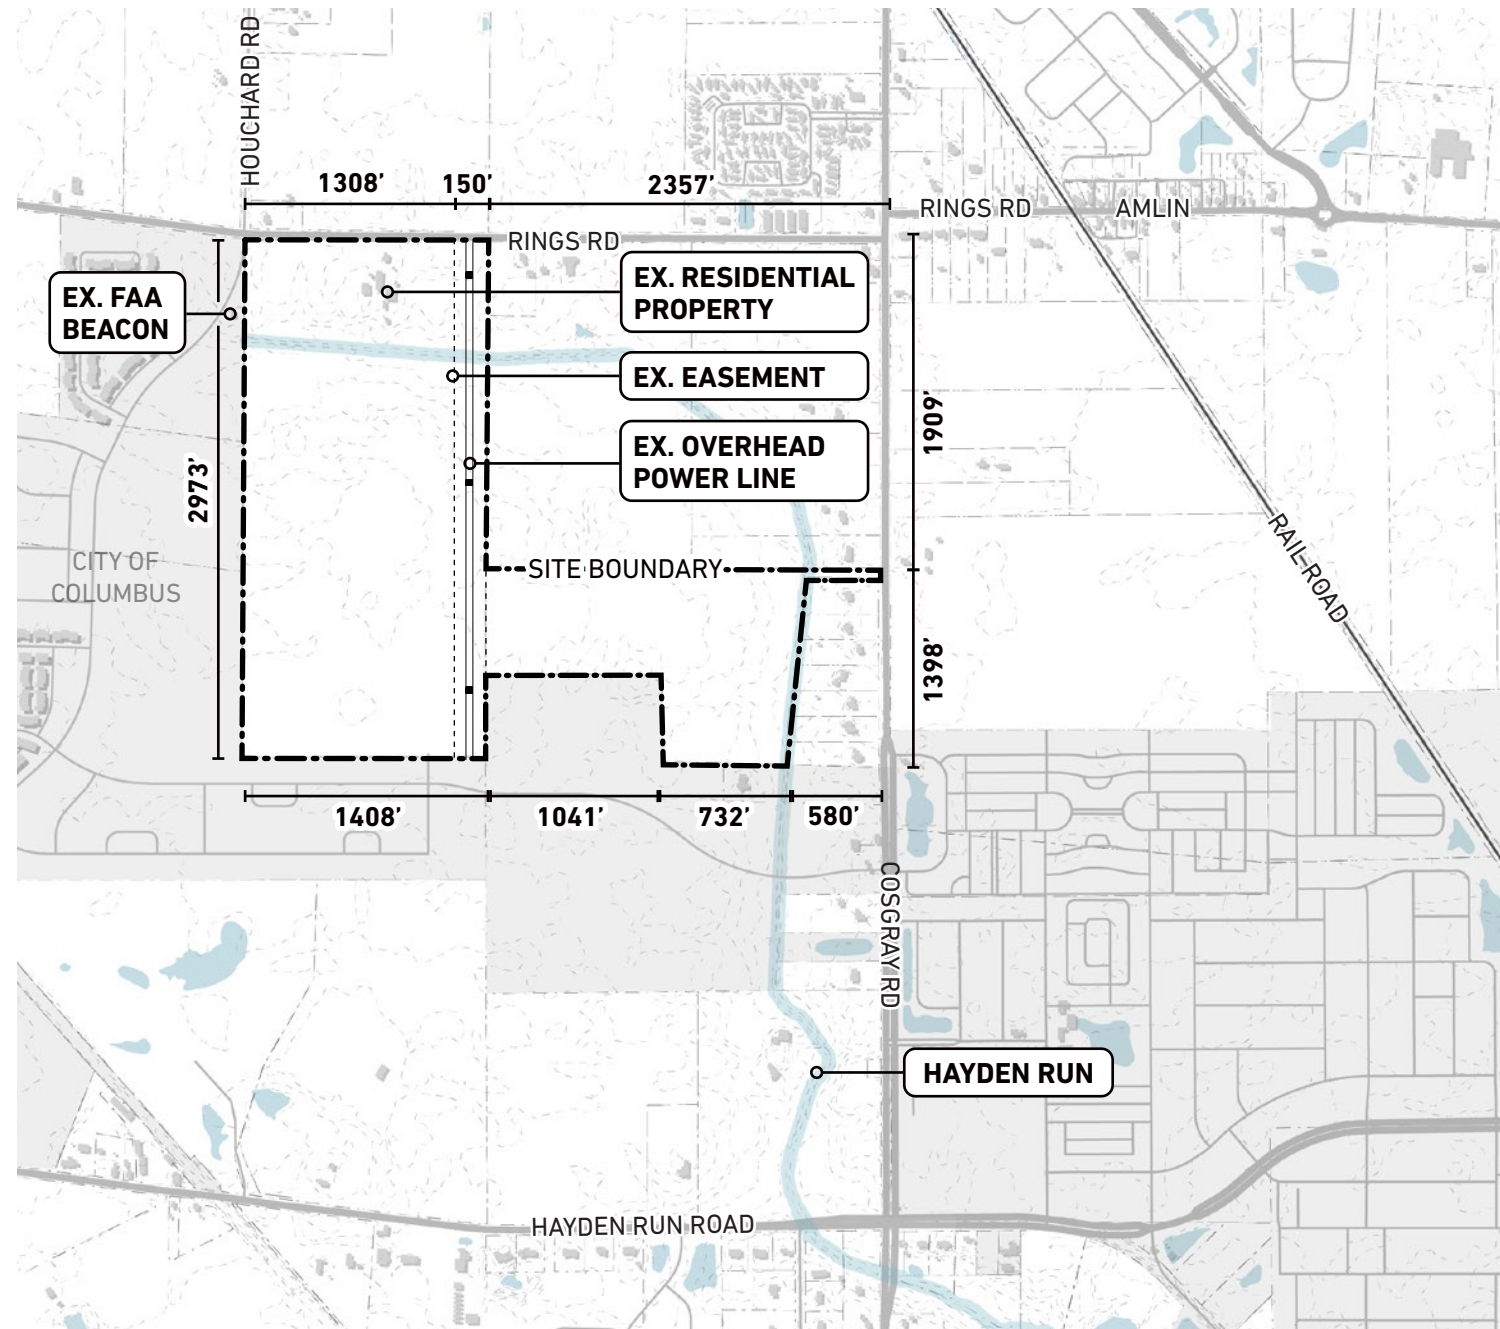 HOUCHARD RD
1308’
150’
2357’
RINGS RD
AMLIN
RINGS RD
EX. FAA
BEACON
EX. RESIDENTIAL
PROPERTY
EX. EASEMENT
EX. OVERHEAD
POWER LINE
1909’
2973’
CITY OF
COLUMBUS
SITE BOUNDARY
RAIL ROAD
1398’
1408’
1041’
732’
580’
COSGRAY RD
HAYDEN RUN
HAYDEN RUN ROAD